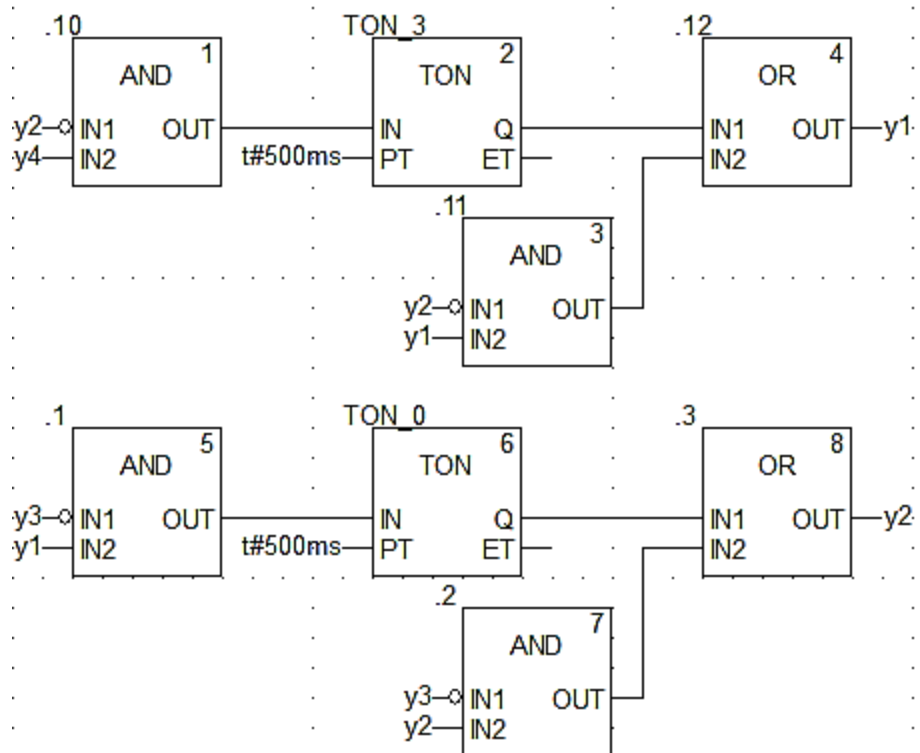 .10 TON_3 .12
1 2 4
AND TON OR
y2 IN1 OUT IN Q IN1 OUT y1
y4 IN2 t#500ms PT ET IN2
.11
3
AND
y2 IN1 OUT
y1 IN2
.1 TON_0 .3
5 6 8
AND TON OR
y3 IN1 OUT IN Q IN1 OUT y2
y1 IN2 t#500ms PT ET IN2
.2
7
AND
y3 IN1 OUT
y2 IN2